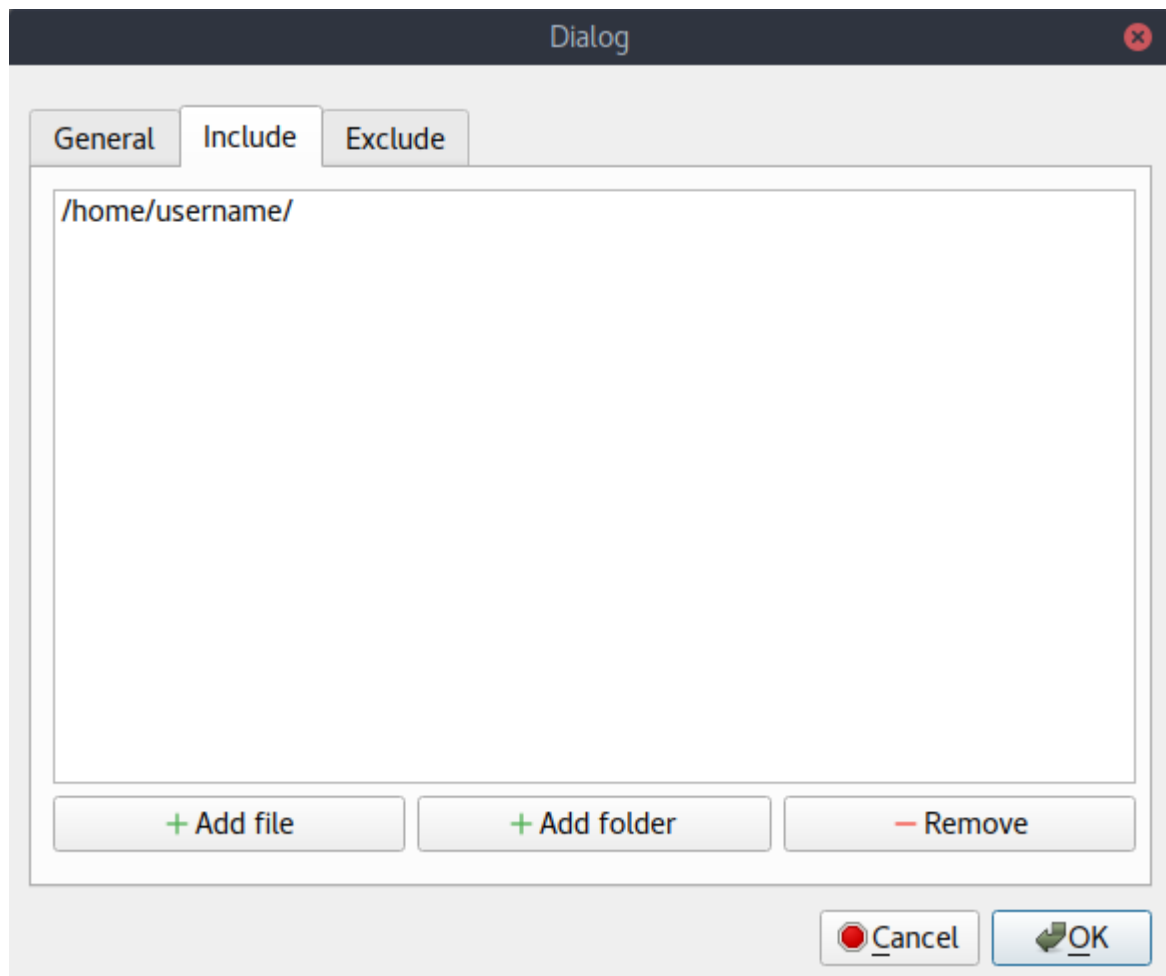 Dialog
General Include Exclude
/home/username/
+ Add file + Add folder − Remove
Cancel OK